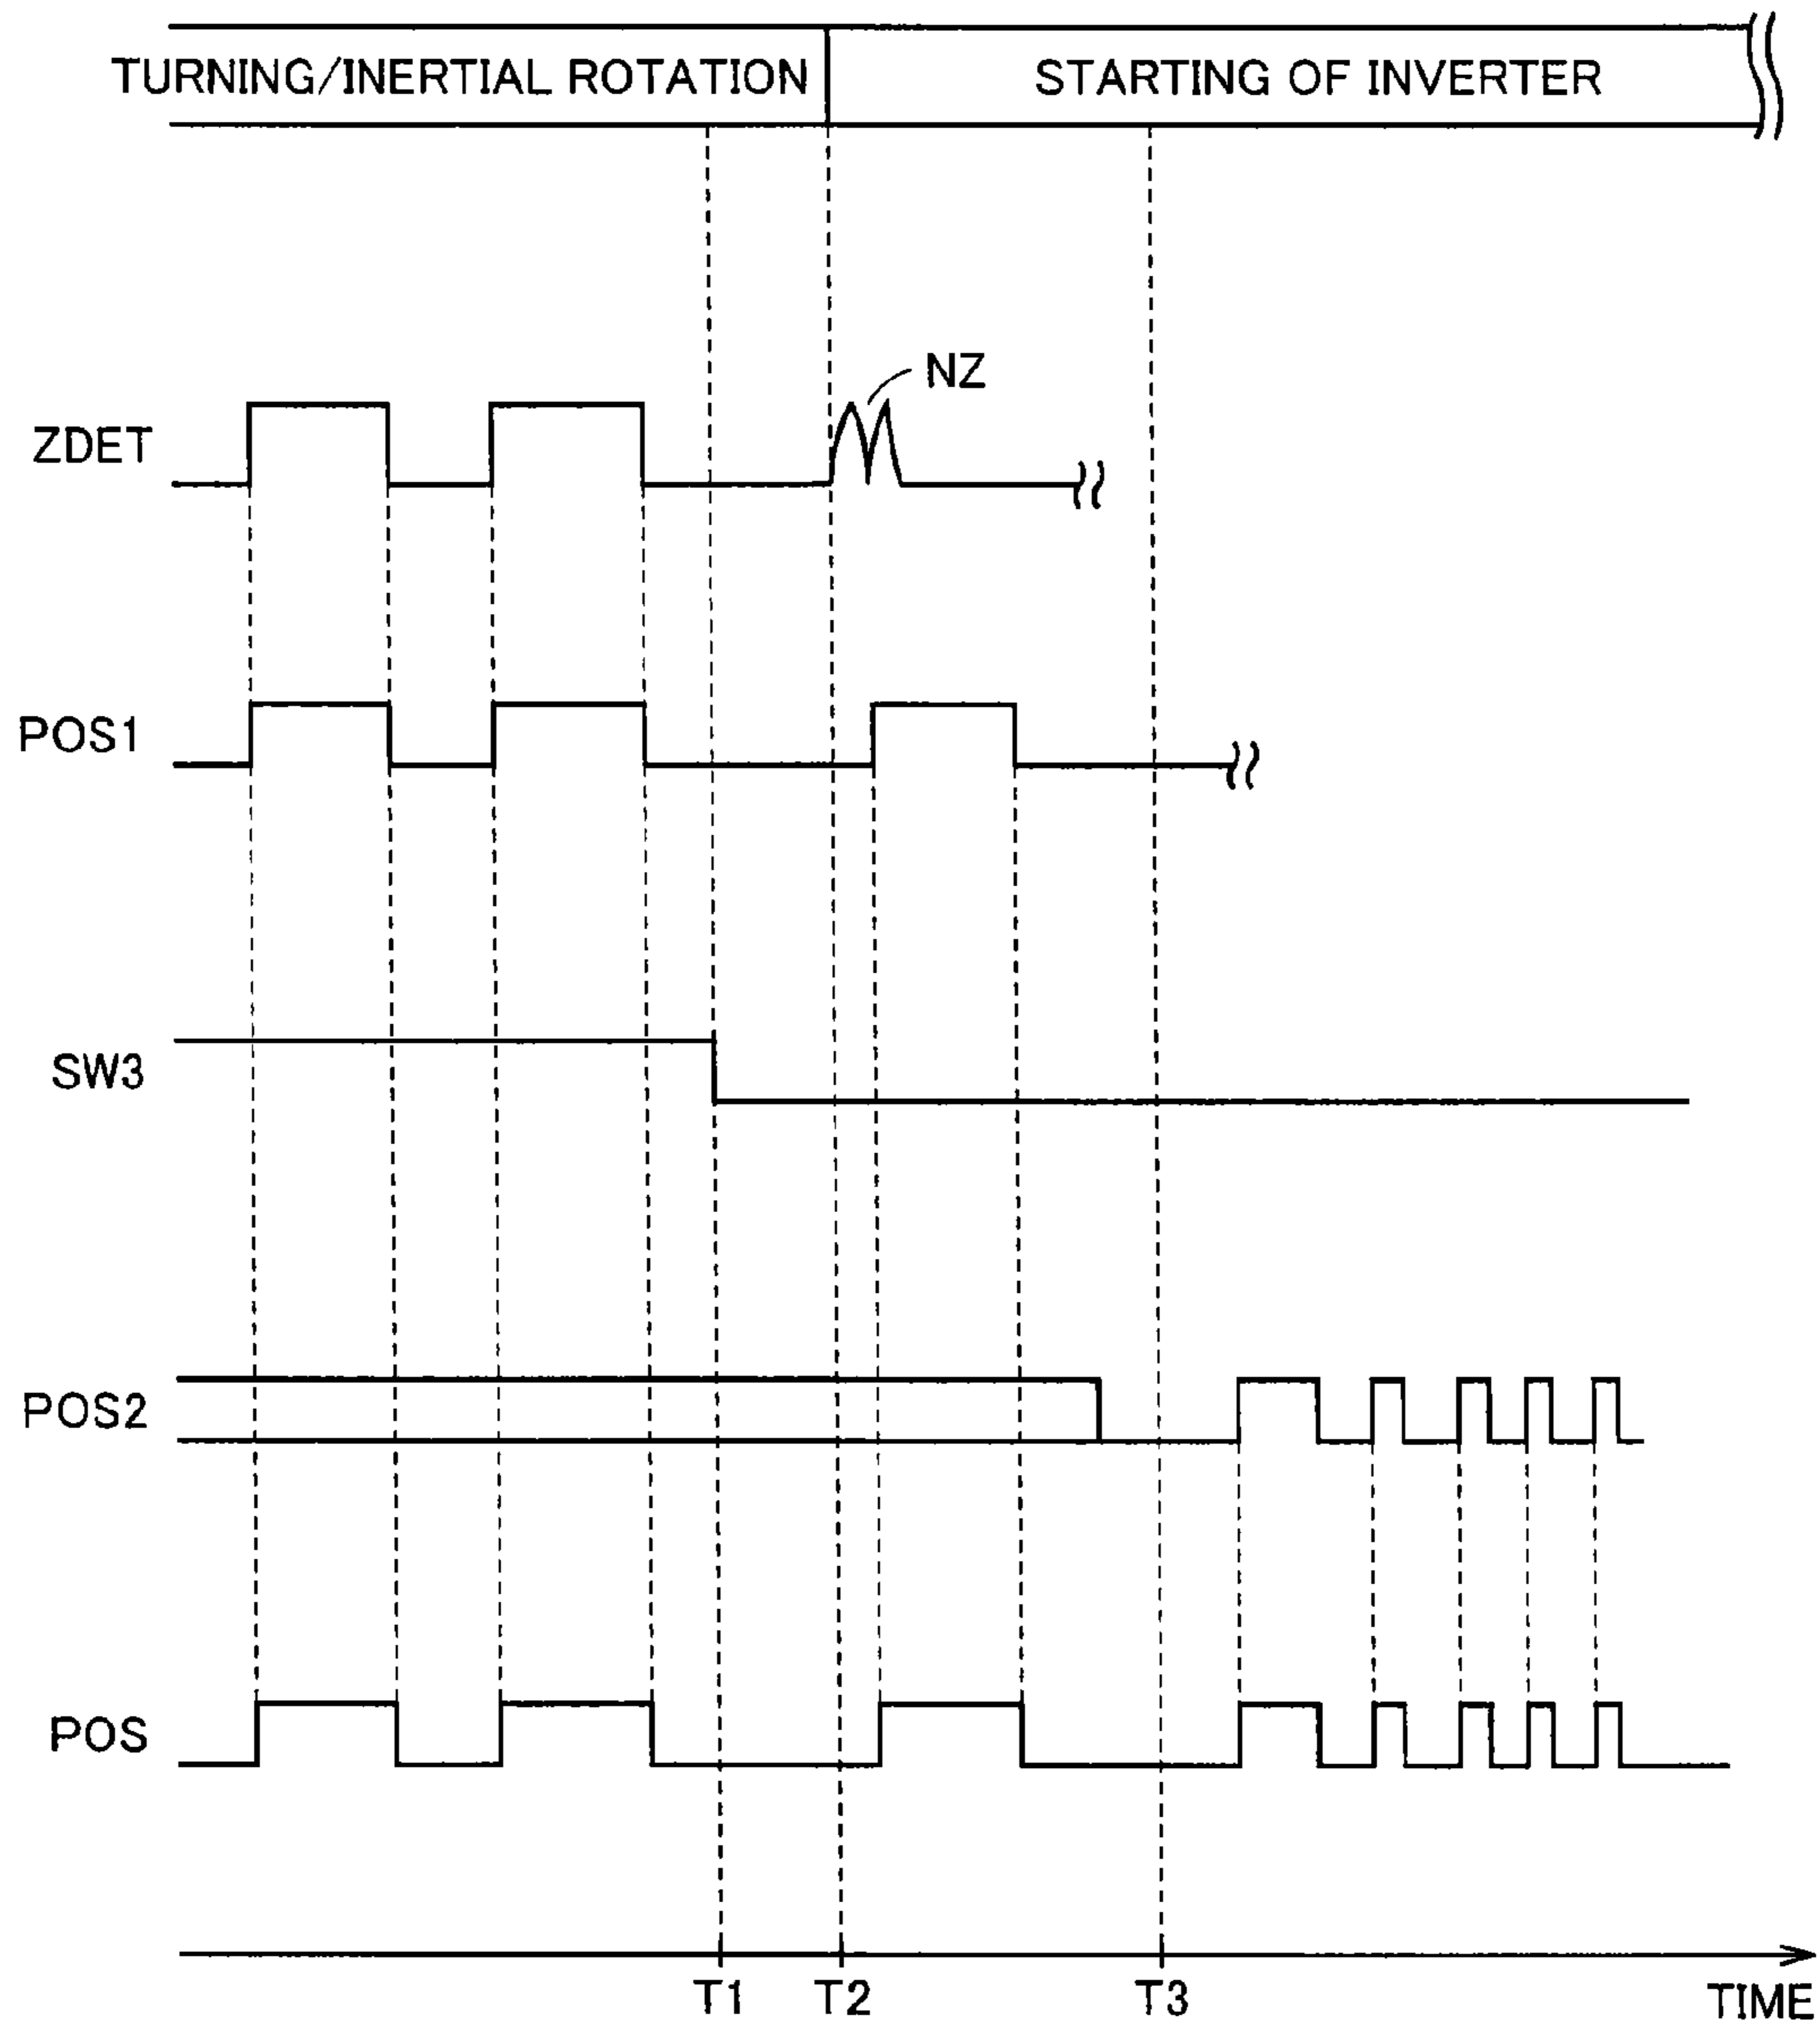 TURNING/INERTIAL ROTATION
STARTING OF INVERTER
NZ
ZDET
POS1
SW3
POS2
POS
T1
T2
T3
TIME